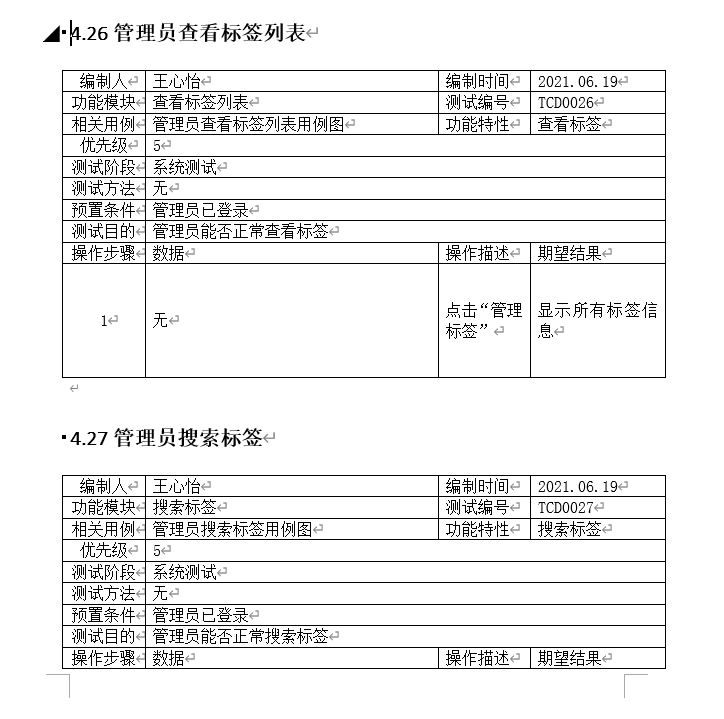 4.26 管理员查看标签列表
编制人 王心怡 编制时间 2021.06.19
功能模块 查看标签列表 测试编号 TCD0026
相关用例 管理员查看标签列表用例图 功能特性 查看标签
优先级 5
测试阶段 系统测试
测试方法 无
预置条件 管理员已登录
测试目的 管理员能否正常查看标签
操作步骤 数据 操作描述 期望结果
1 无 点击“管理 显示所有标签信
标签” 息
4.27 管理员搜索标签
编制人 王心怡 编制时间 2021.06.19
功能模块 搜索标签 测试编号 TCD0027
相关用例 管理员搜索标签用例图 功能特性 搜索标签
优先级 5
测试阶段 系统测试
测试方法 无
预置条件 管理员已登录
测试目的 管理员能否正常搜索标签
操作步骤 数据 操作描述 期望结果